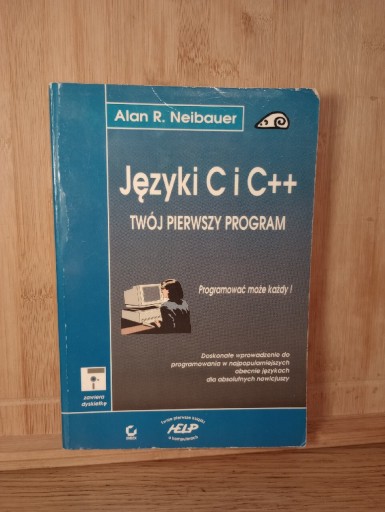 Alan R. Neibauer
Języki C i C++
TWÓJ PIERWSZY PROGRAM
Programować może każdy !
Doskonałe wprowadzenie do
programowania w najpopularniejszych
obecnie językach
dla absolutnych nowicjuszy
zawiera
dyskietkę
HELP
o komputerach